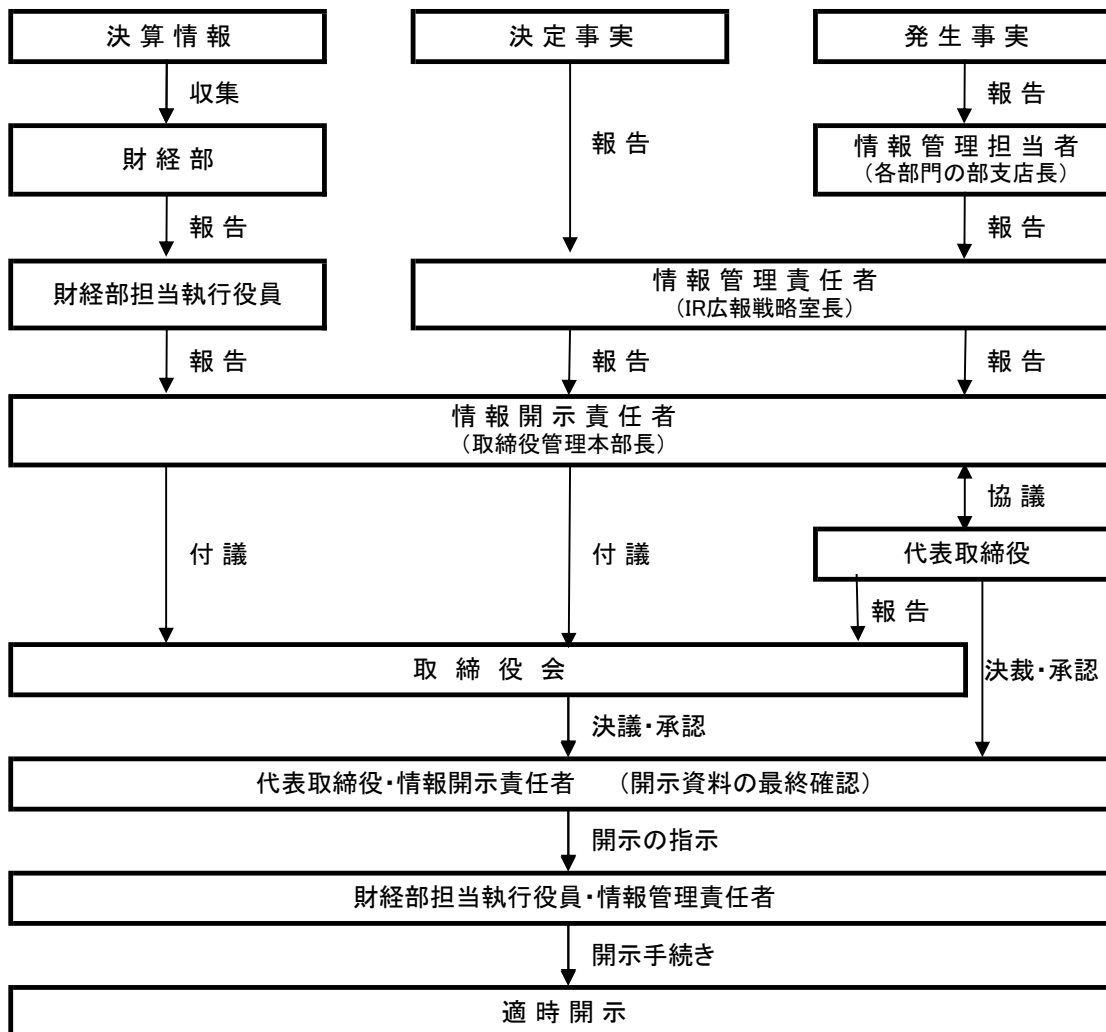 決算情報
決定事実
発生事実
収集
報告
報告
財経部
情報管理担当者
(各部門の部支店長)
報告
報告
財経部担当執行役員
情報管理責任者
(IR広報戦略室長)
報告
報告
報告
情報開示責任者
(取締役管理本部長)
協議
付議
付議
代表取締役
報告
取締役会
決裁・承認
決議・承認
代表取締役・情報開示責任者 (開示資料の最終確認)
開示の指示
財経部担当執行役員・情報管理責任者
開示手続き
適時開示